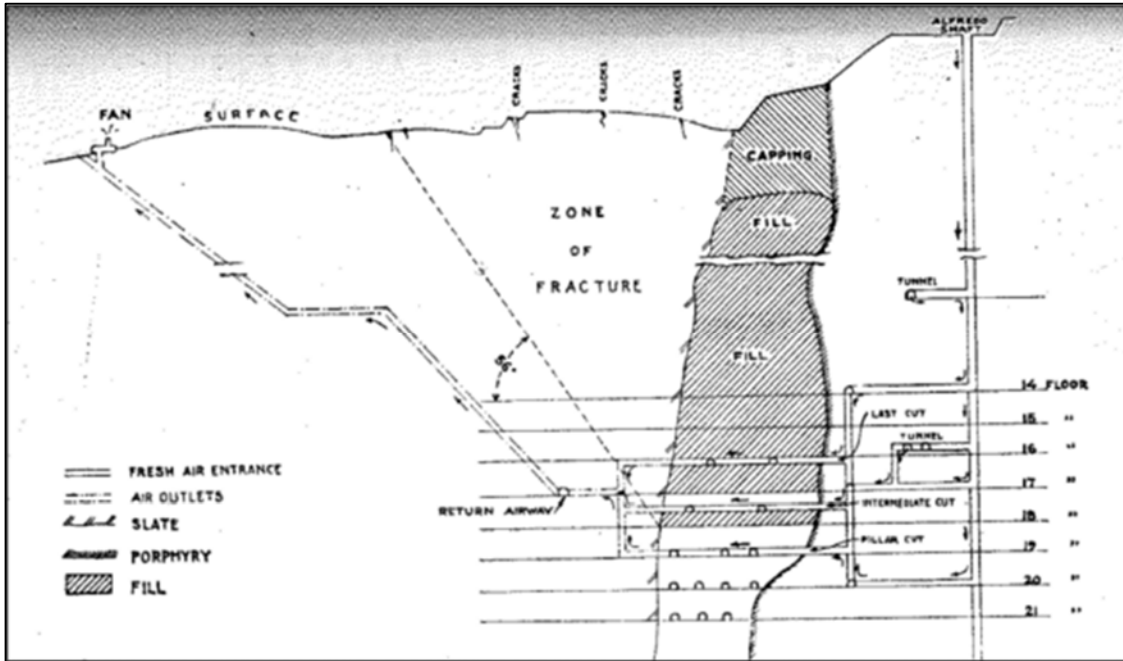 ALFREDO
SHAFT
FAN
SURFACE
CRACKS
CRACKS
CRACKS
CAPPING
ZONE
OF
FRACTURE
FILL
TUNNEL
FILL
14 FLOOR
LAST CUT
15 "
TUNNEL
16 "
FRESH AIR ENTRANCE
17 "
AIR OUTLETS
RETURN AIRWAY
INTERMEDIATE CUT
SLATE
18 "
PILLAR CUT
19 "
PORPHYRY
20 "
FILL
21 "